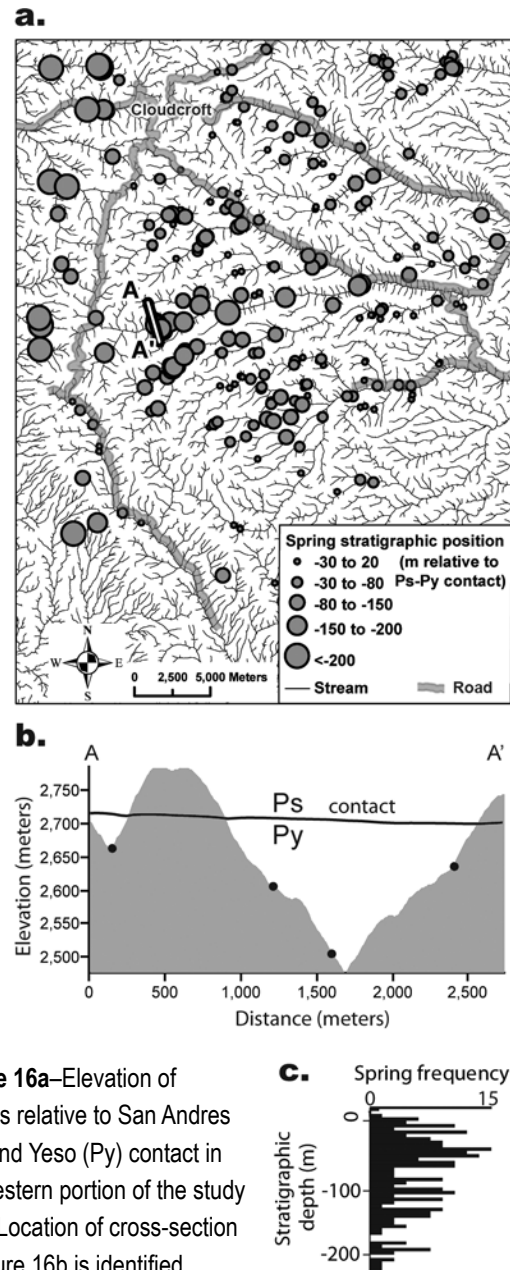 a.
Cloudcroft
A
A'
Spring stratigraphic position
-30 to 20 (m relative to
-30 to -80 Ps-Py contact)
-80 to -150
-150 to -200
<-200
Stream Road
N
W E
S
0 2,500 5,000 Meters
b.
A A'
Elevation (meters)
2,750
2,700
2,650
2,600
2,550
2,500
Ps contact
Py
0 500 1,000 1,500 2,000 2,500
Distance (meters)
e 16a–Elevation of
s relative to San Andres
nd Yeso (Py) contact in
estern portion of the study
Location of cross-section
ure 16b is identified
c. Spring frequency
0 15
Stratigraphic
depth (m)
0
-100
-200